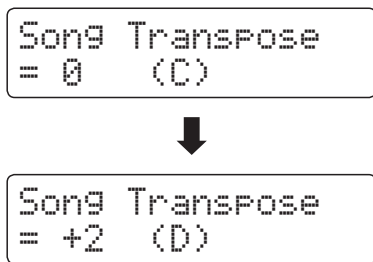 Song Transpose
= 0 (C)
Song Transpose
= +2 (D)